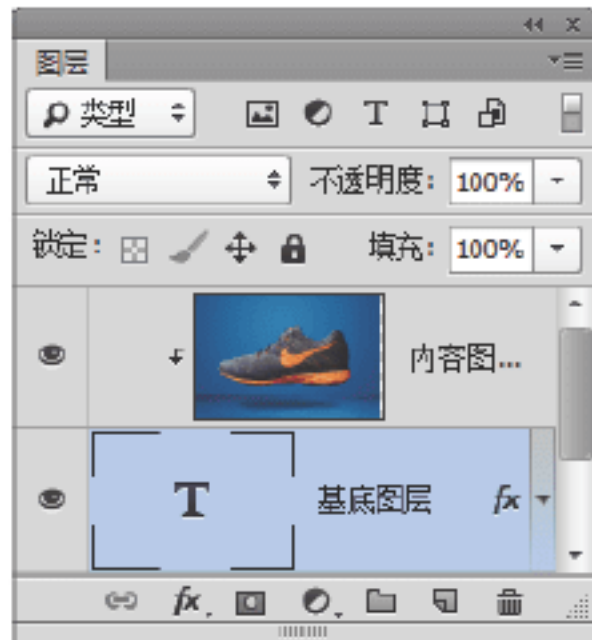 图层
类型 T
正常 不透明度: 100%
锁定: 填充: 100%
内容图...
T 基底图层 fx
fx